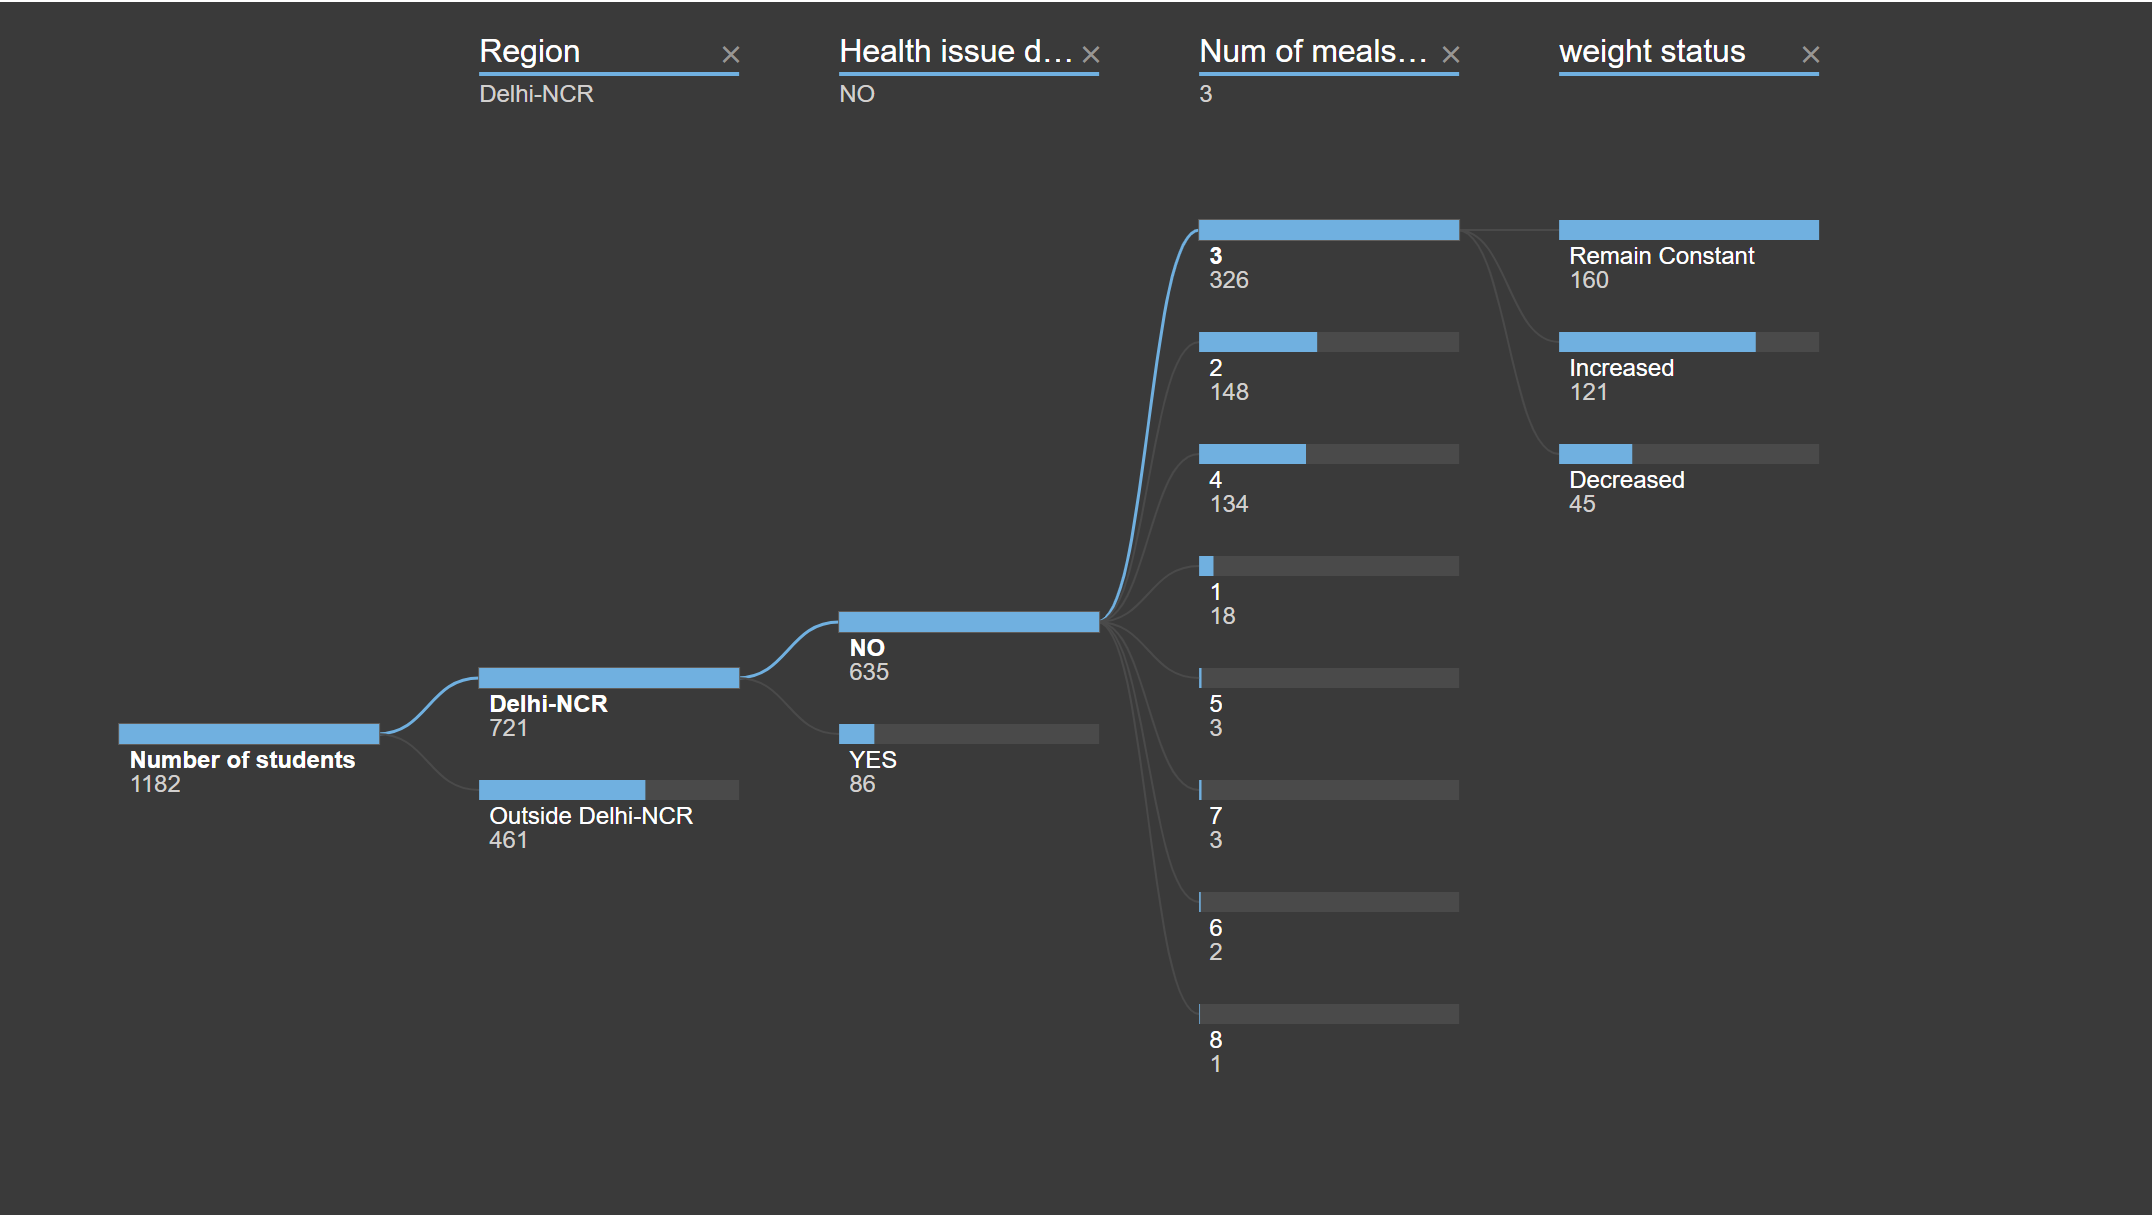 Region
Delhi-NCR
Health issue d...
NO
Num of meals...
3
weight status
Number of students
1182
Delhi-NCR
721
Outside Delhi-NCR
461
NO
635
YES
86
3
326
2
148
4
134
1
18
5
3
7
3
6
2
8
1
Remain Constant
160
Increased
121
Decreased
45